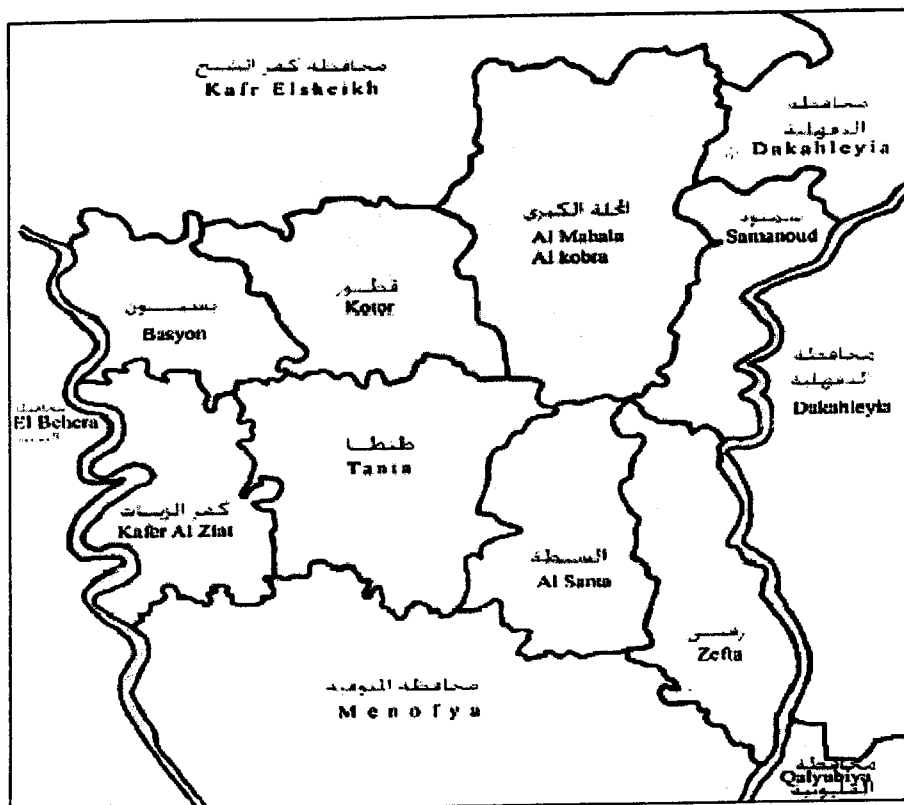 محافظة كفر الشيخ
Kafr Elsheikh
محافظة
الدقهلية
Dakahleyia
المحلة الكبرى
Al Mahala
Al kobra
سمنود
Samanoud
قطور
Kotor
بسيون
Basyon
محافظة
الدقهلية
Dakahleyia
محافظة
El Behera
طنطا
Tanta
كفر الزيات
Kafer Al Ziat
السنطة
Al Santa
زفتى
Zefta
محافظة المنوفية
Menofya
محافظة
Qalyubiya
القليوبية